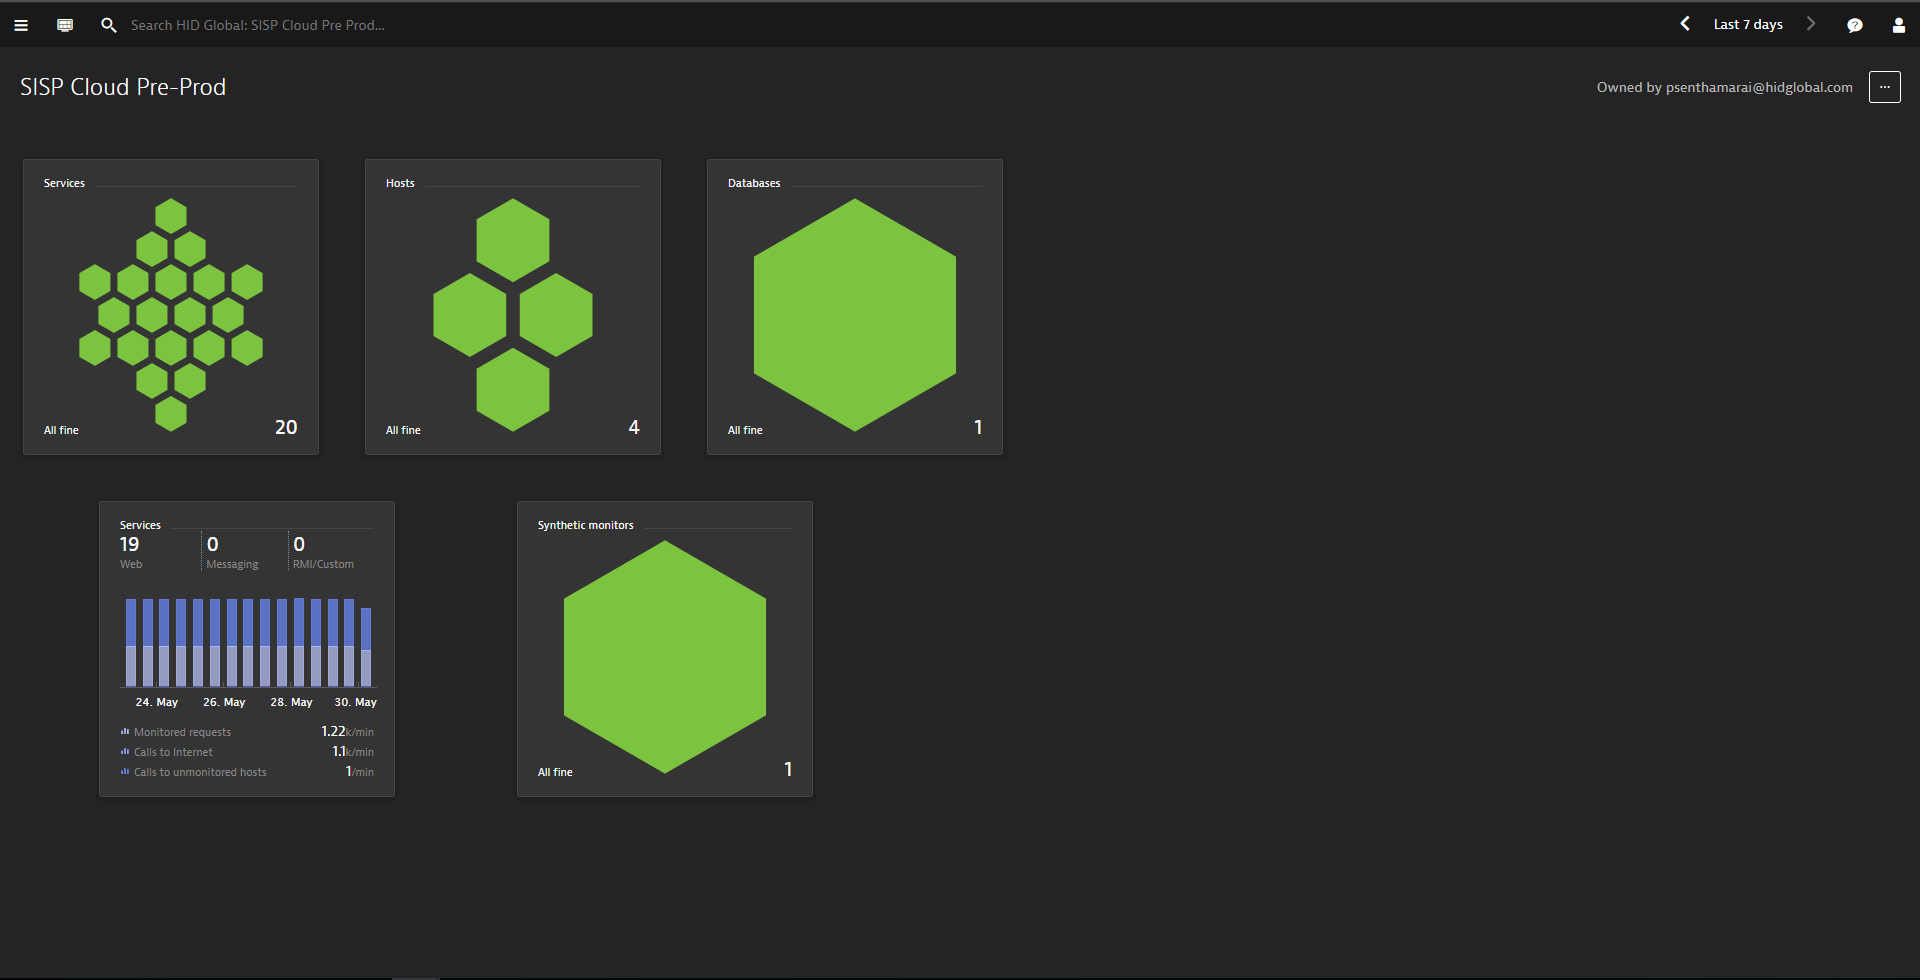 Search HID Global: SISP Cloud Pre Prod...
Last 7 days
SISP Cloud Pre-Prod
Owned by psenthamarai@hidglobal.com
...
Services
All fine
20
Hosts
All fine
4
Databases
All fine
1
Services
19
Web
0
Messaging
0
RMI/Custom
24. May
26. May
28. May
30. May
Monitored requests 1.22k/min
Calls to Internet 1.1k/min
Calls to unmonitored hosts 1/min
Synthetic monitors
All fine
1